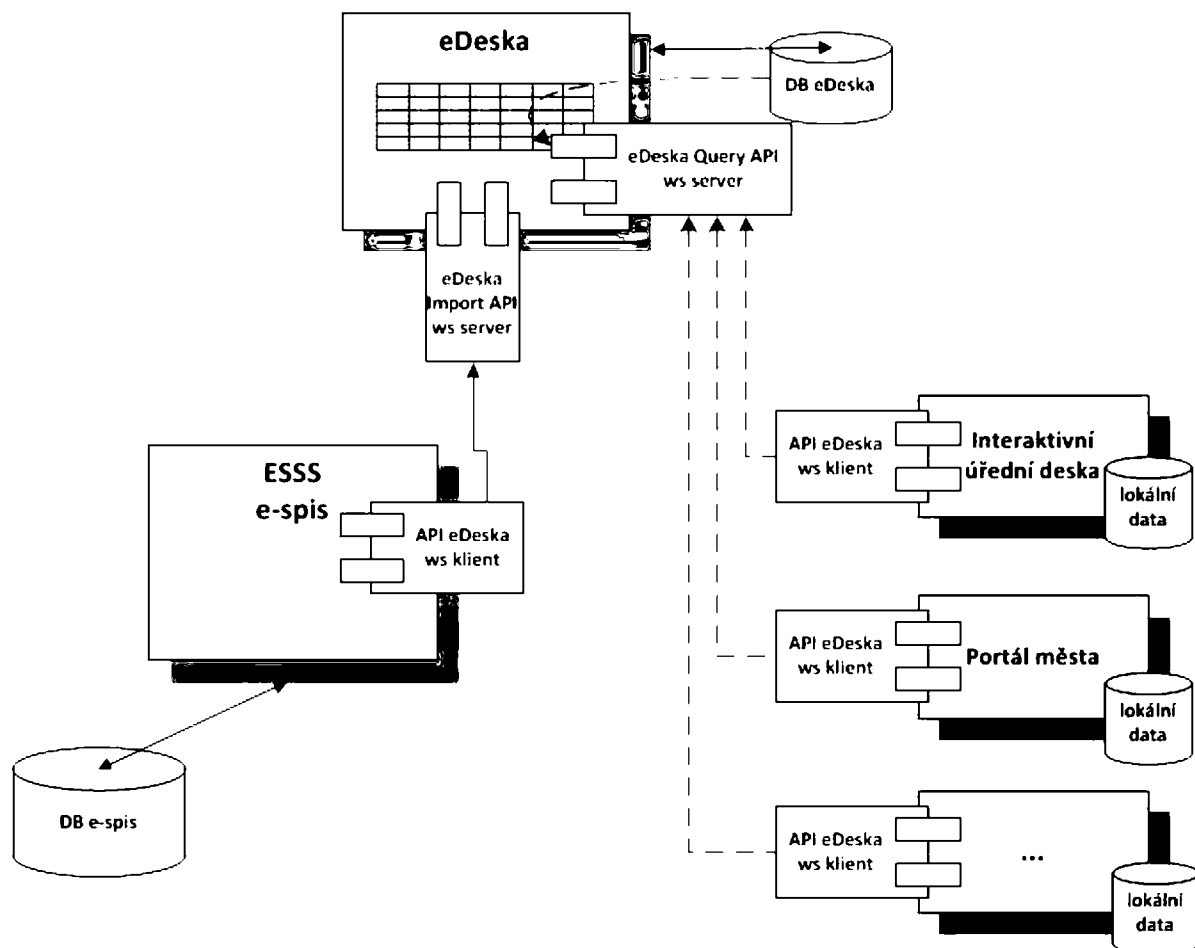 eDeska
DB eDeska
eDeska Query API
ws server
eDeska
Import API
ws server
ESSS
e-spis
API eDeska
ws klient
DB e-spis
API eDeska
ws klient
Interaktivní
úřední deska
lokální
data
API eDeska
ws klient
Portál města
lokální
data
API eDeska
ws klient
...
lokální
data